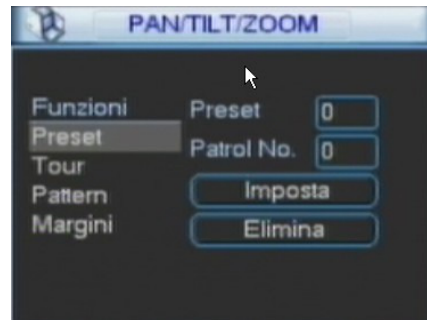 PAN/TILT/ZOOM
Funzioni
Preset
Tour
Pattern
Margini
Preset 0
Patrol No. 0
Imposta
Elimina